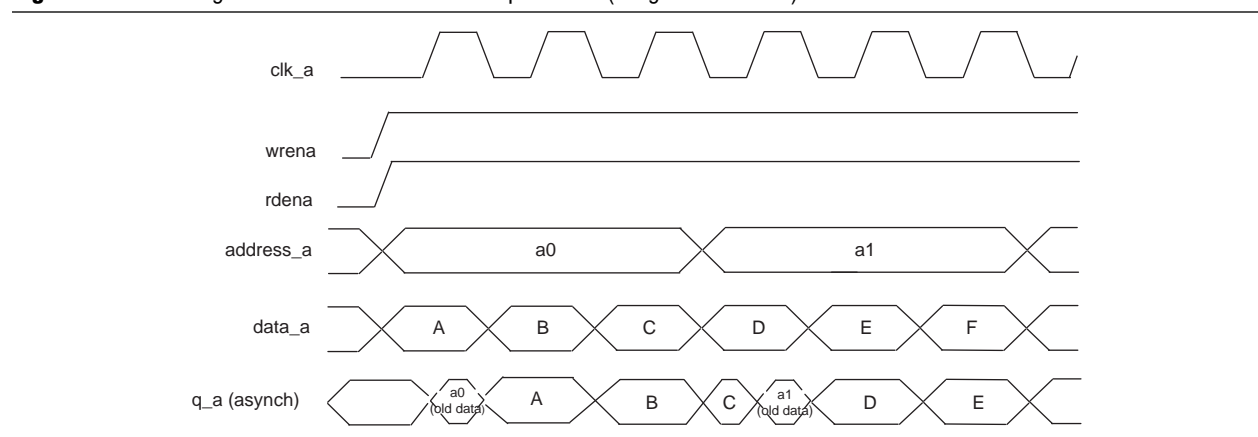 clk_a
wrena
rdena
address_a a0 a1
data_a A B C D E F
q_a (asynch) a0 (old data) A B C a1 (old data) D E